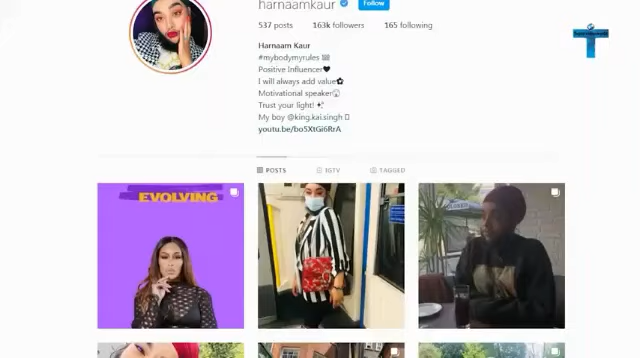 harnaamkaur Follow
537 posts 163k followers 165 following
Harnaam Kaur
#mybodymyrules
Positive Influencer🖤
I will always add value✿
Motivational speaker
Trust your light!
My boy @king.kai.singh
youtu.be/bo5XtGi6RrA
POSTS IGTV TAGGED
EVOLVING